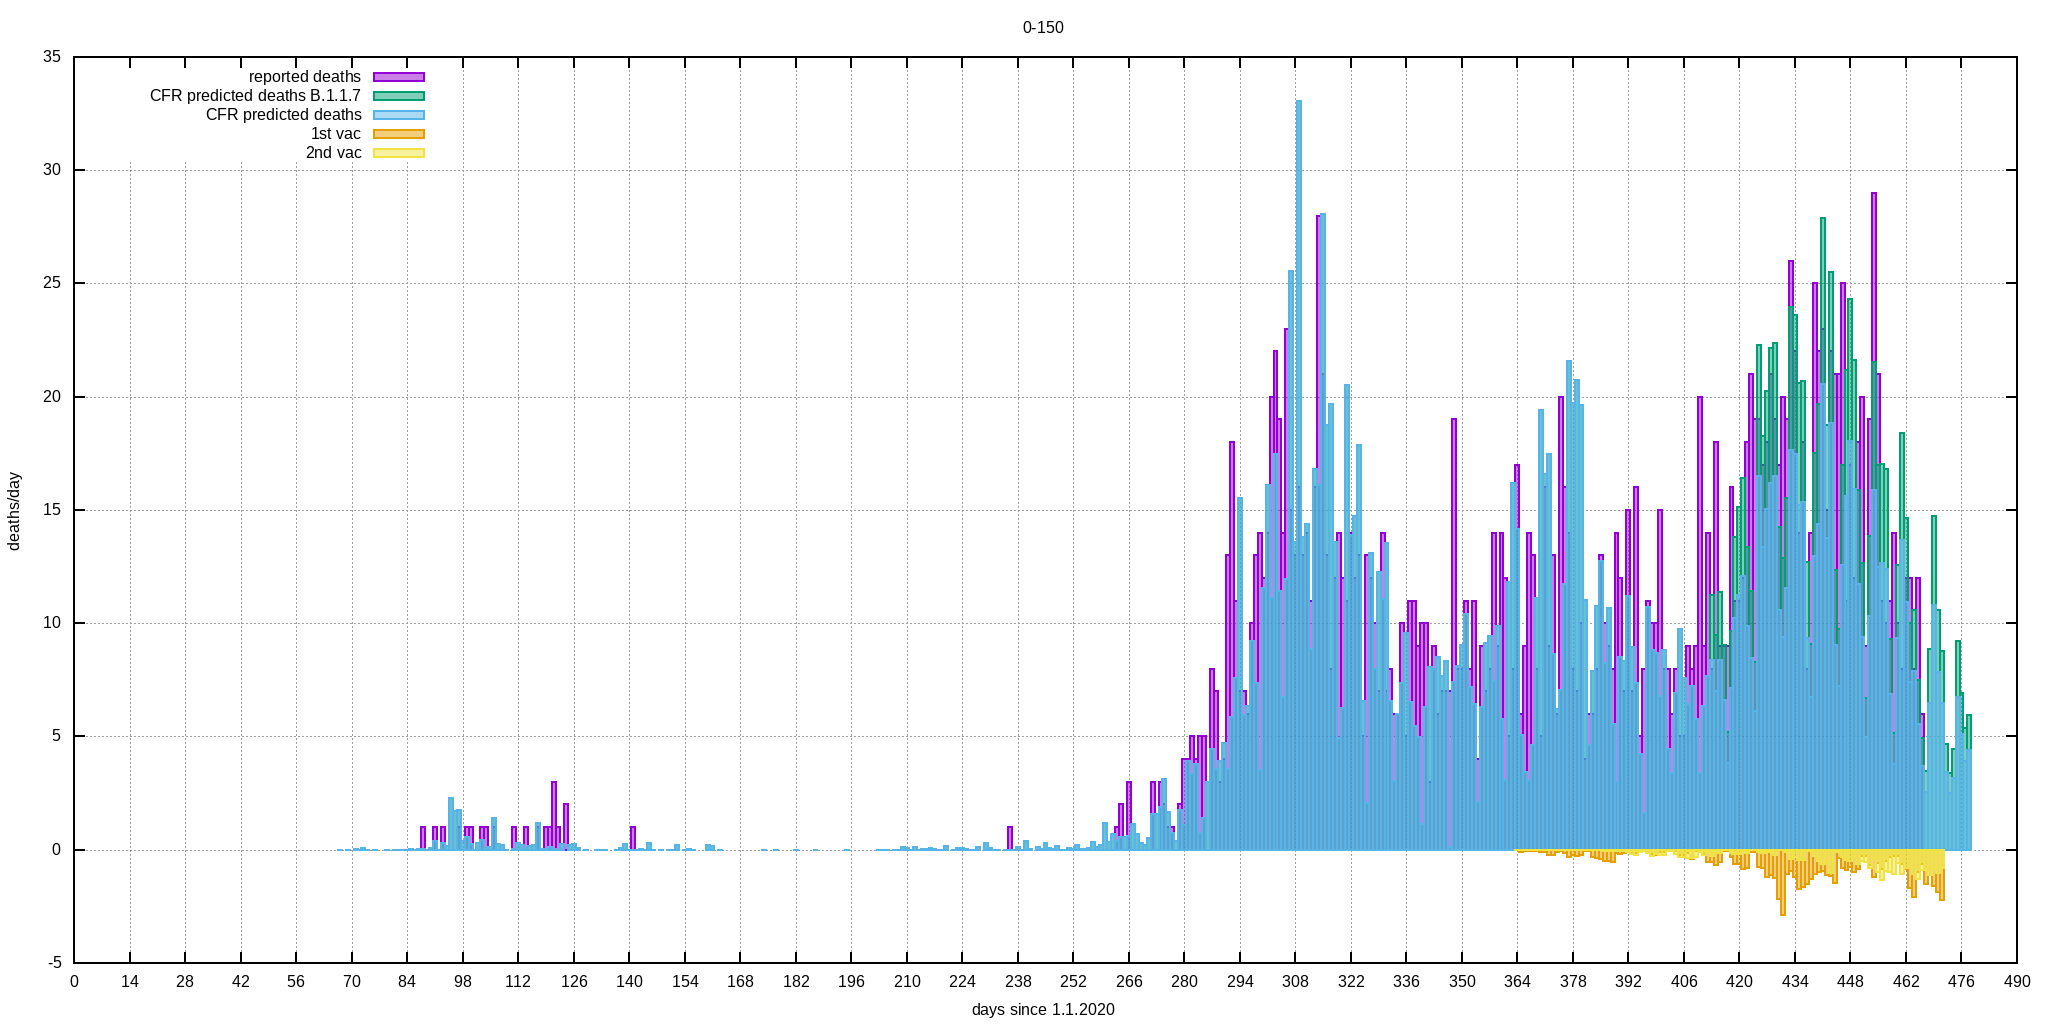 0-150
reported deaths
CFR predicted deaths B.1.1.7
CFR predicted deaths
1st vac
2nd vac
35
30
25
20
15
10
5
0
-5
deaths/day
0 14 28 42 56 70 84 98 112 126 140 154 168 182 196 210 224 238 252 266 280 294 308 322 336 350 364 378 392 406 420 434 448 462 476 490
days since 1.1.2020